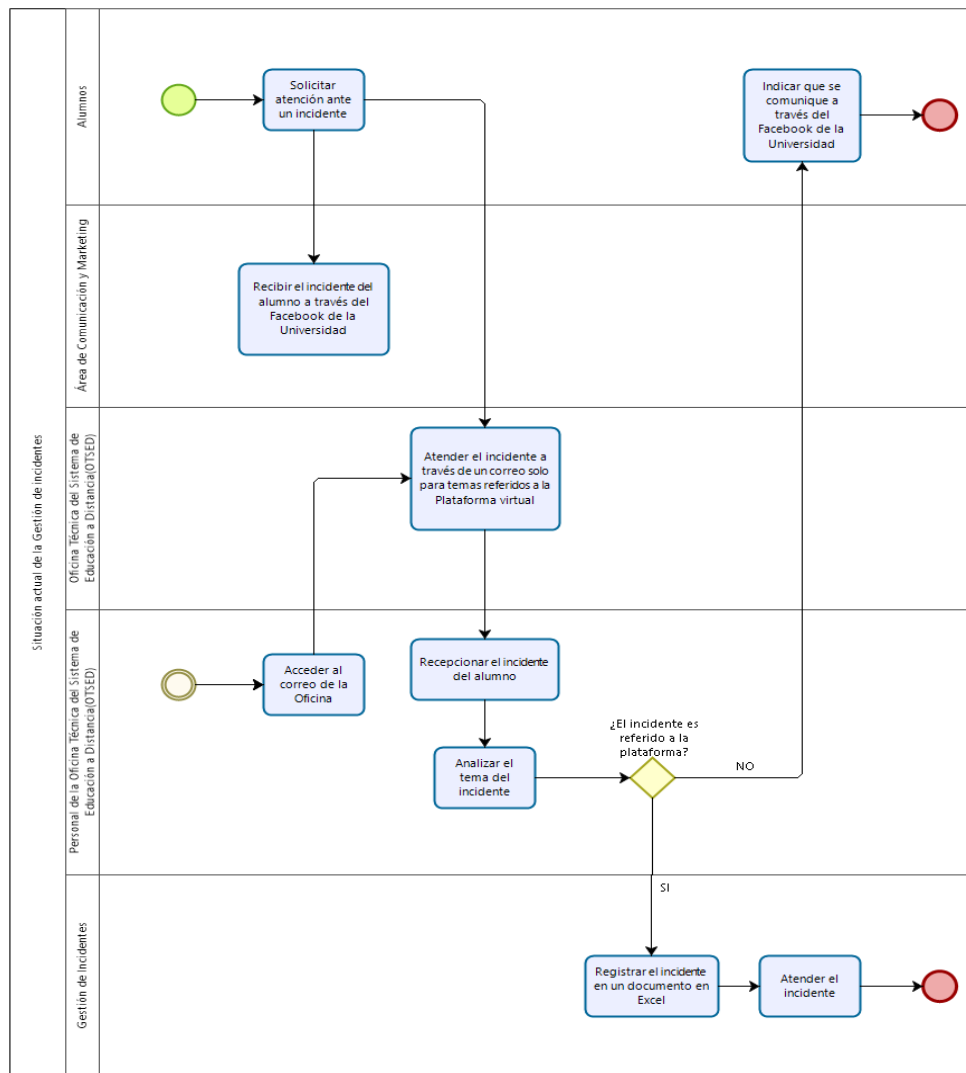 Situación actual de la Gestión de incidentes
Alumnos
Solicitar
atención ante
un incidente
Indicar que se
comunique a
través del
Facebook de la
Universidad
Área de Comunicación y Marketing
Recibir el incidente del
alumno a través del
Facebook de la
Universidad
Oficina Técnica del Sistema de
Educación a Distancia(OTSED)
Atender el incidente a
través de un correo solo
para temas referidos a la
Plataforma virtual
Personal de la Oficina Técnica del Sistema de
Educación a Distancia(OTSED)
Acceder al
correo de la
Oficina
Recepcionar el incidente
del alumno
Analizar el
tema del
incidente
¿El incidente es
referido a la
plataforma?
NO
SI
Gestión de Incidentes
Registrar el incidente
en un documento en
Excel
Atender el
incidente